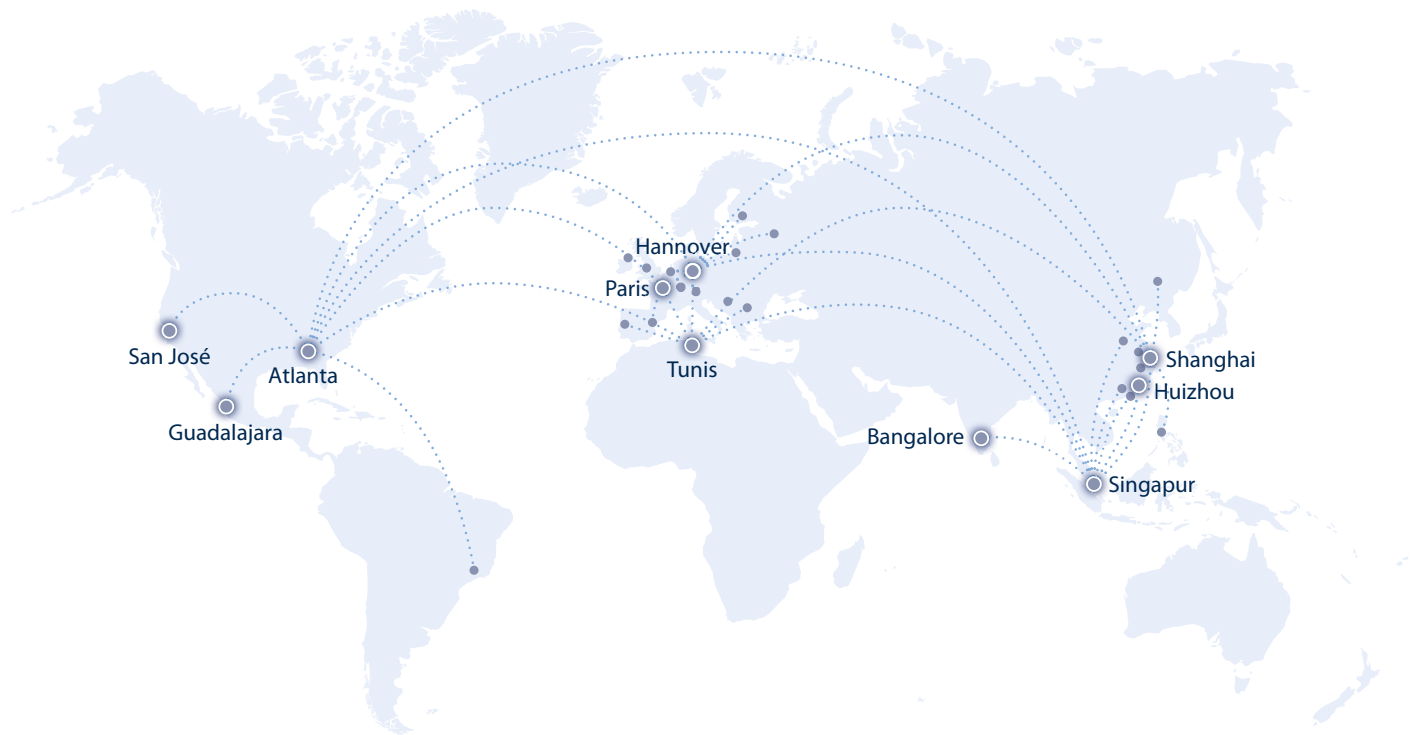 Hannover
Paris
San José
Atlanta
Tunis
Shanghai
Huizhou
Guadalajara
Bangalore
Singapur